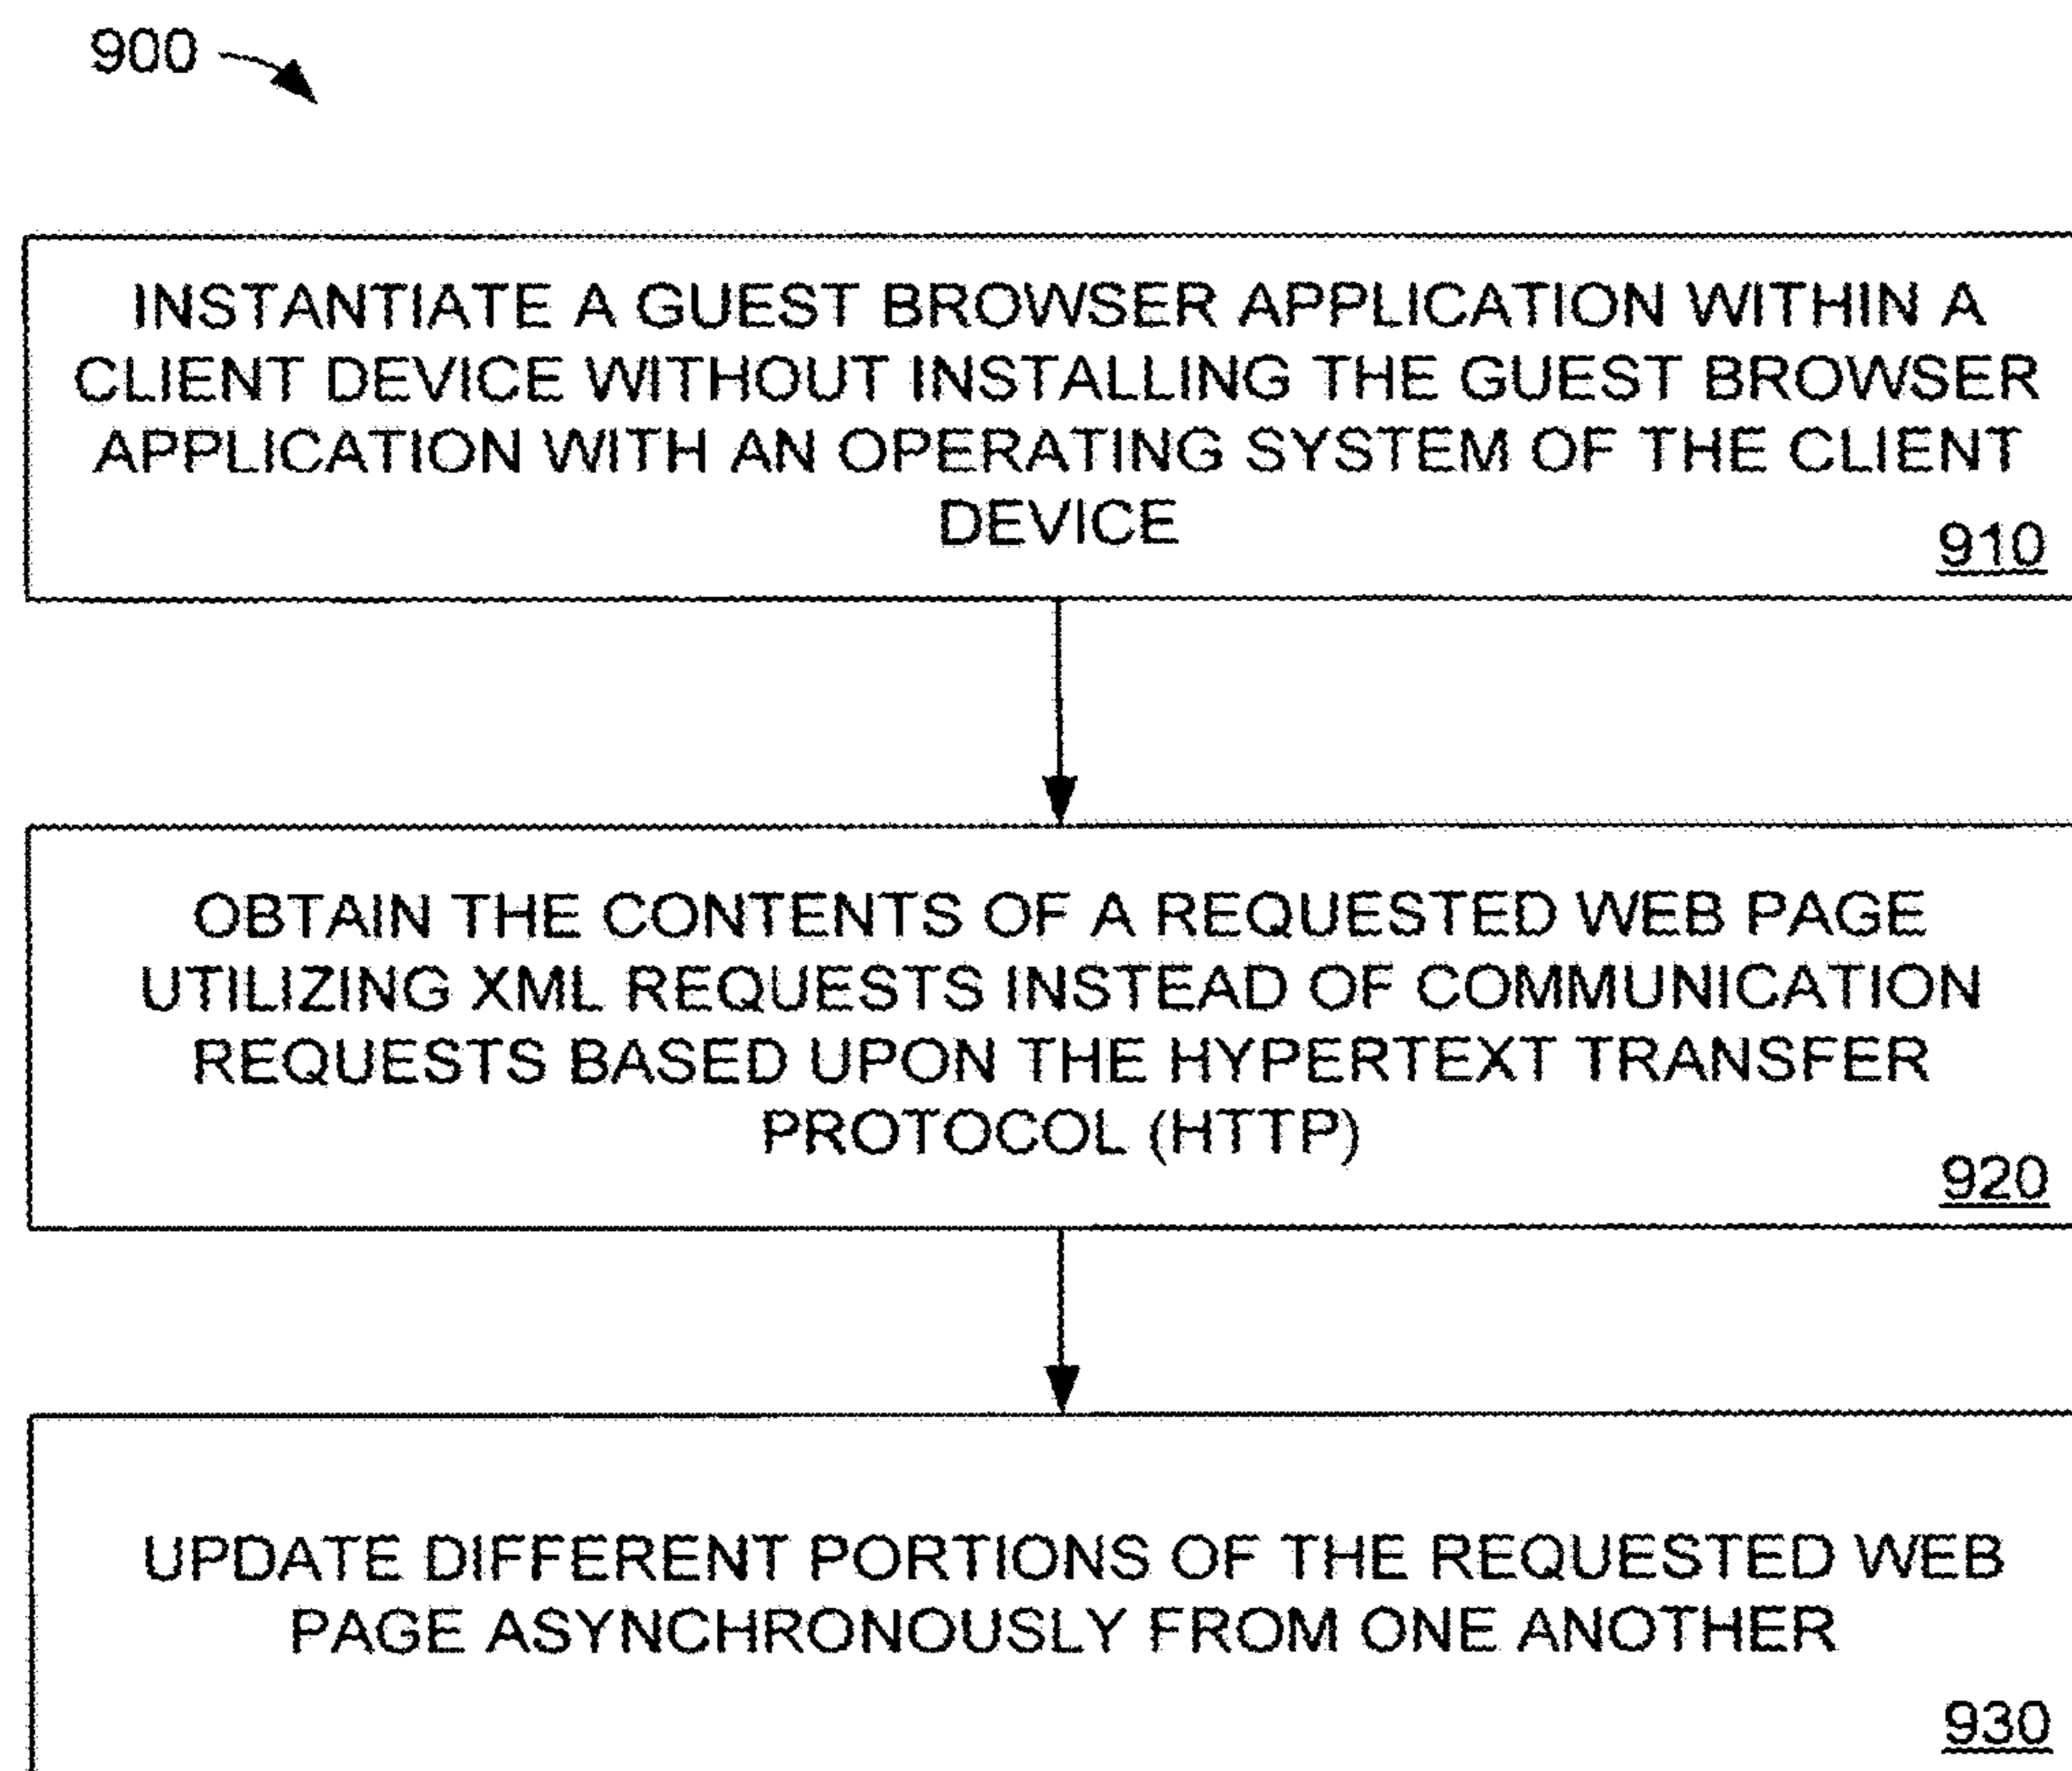 900
INSTANTIATE A GUEST BROWSER APPLICATION WITHIN A
CLIENT DEVICE WITHOUT INSTALLING THE GUEST BROWSER
APPLICATION WITH AN OPERATING SYSTEM OF THE CLIENT
DEVICE
910
OBTAIN THE CONTENTS OF A REQUESTED WEB PAGE
UTILIZING XML REQUESTS INSTEAD OF COMMUNICATION
REQUESTS BASED UPON THE HYPERTEXT TRANSFER
PROTOCOL (HTTP)
920
UPDATE DIFFERENT PORTIONS OF THE REQUESTED WEB
PAGE ASYNCHRONOUSLY FROM ONE ANOTHER
930